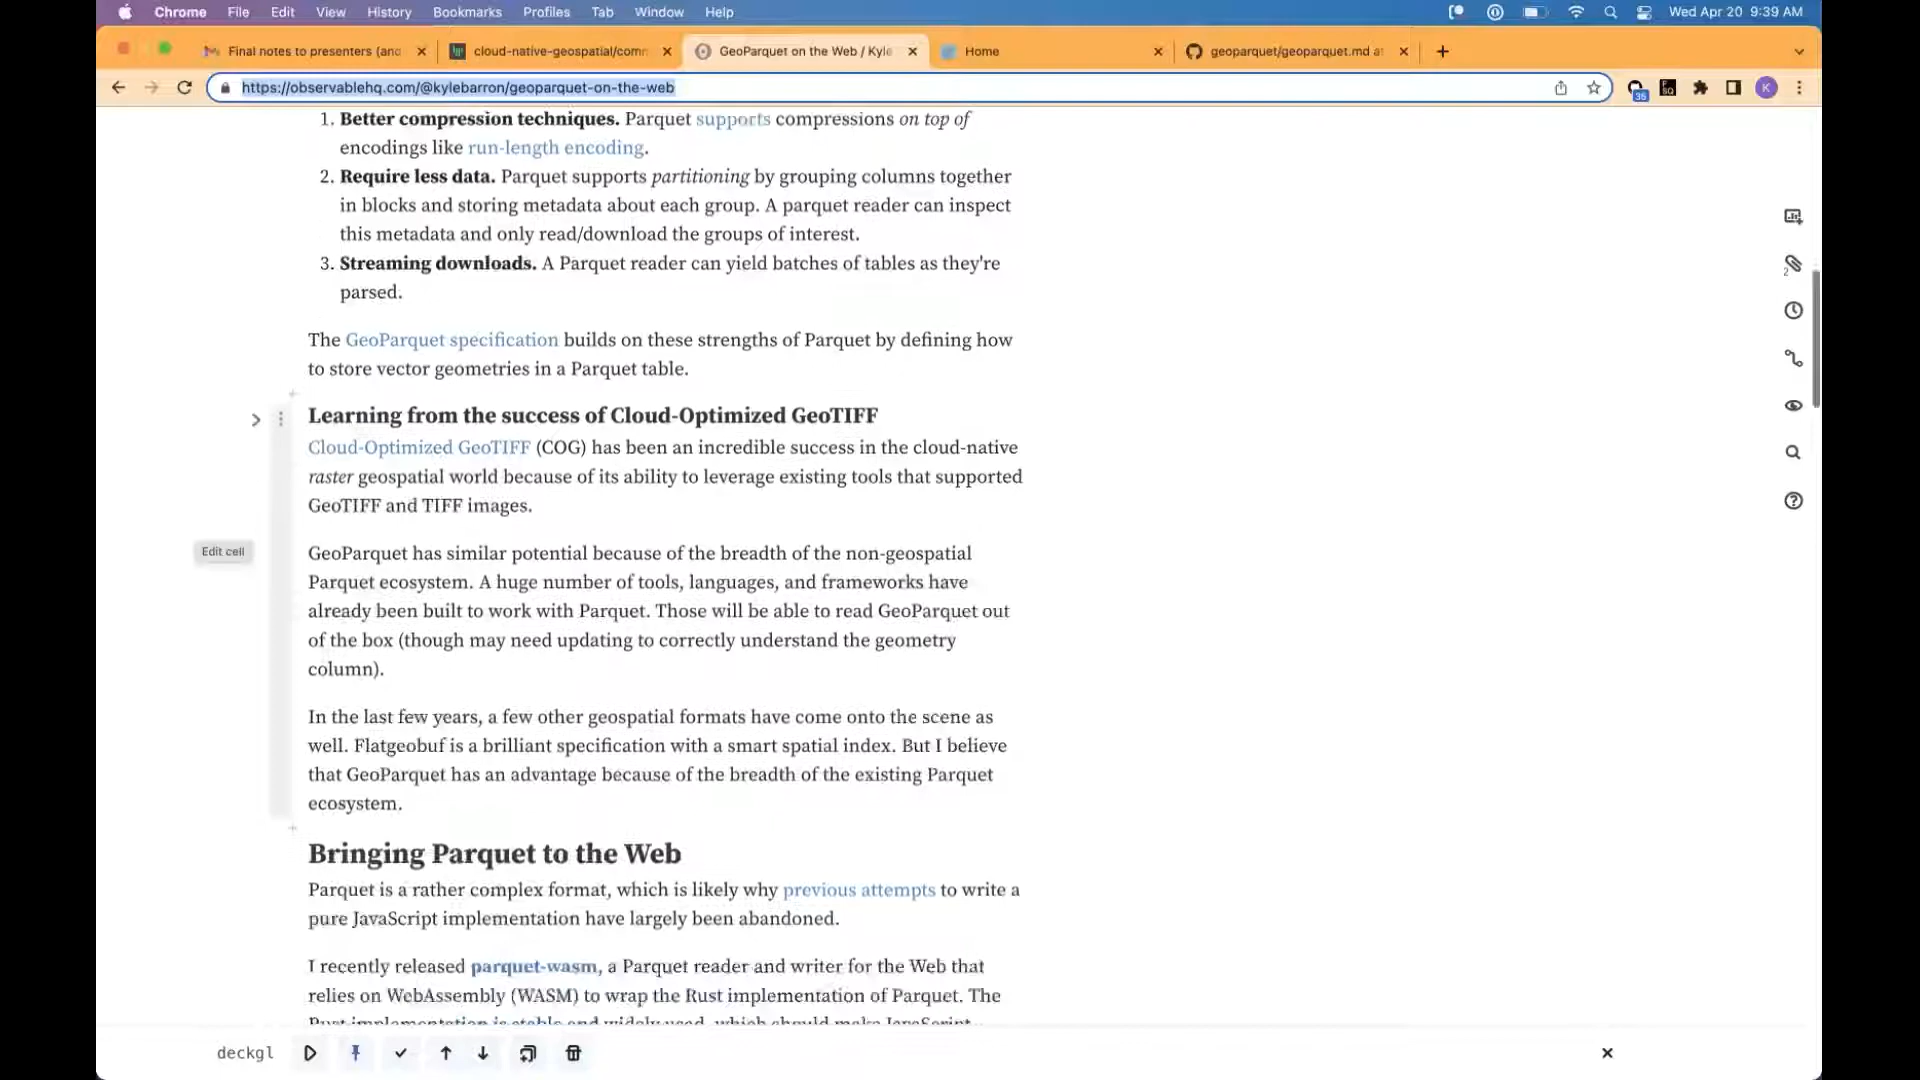 Chrome File Edit View History Bookmarks Profiles Tab Window Help Wed Apr 20 9:39 AM
Final notes to presenters (and
cloud-native-geospatial/comm
GeoParquet on the Web / Kyle
Home
geoparquet/geoparquet.md at
https://observablehq.com/@kylebarron/geoparquet-on-the-web
35
K
1. Better compression techniques. Parquet supports compressions on top of
encodings like run-length encoding.
2. Require less data. Parquet supports partitioning by grouping columns together
in blocks and storing metadata about each group. A parquet reader can inspect
this metadata and only read/download the groups of interest.
3. Streaming downloads. A Parquet reader can yield batches of tables as they're
parsed.
The GeoParquet specification builds on these strengths of Parquet by defining how
to store vector geometries in a Parquet table.
Learning from the success of Cloud-Optimized GeoTIFF
Cloud-Optimized GeoTIFF (COG) has been an incredible success in the cloud-native
raster geospatial world because of its ability to leverage existing tools that supported
GeoTIFF and TIFF images.
Edit cell
GeoParquet has similar potential because of the breadth of the non-geospatial
Parquet ecosystem. A huge number of tools, languages, and frameworks have
already been built to work with Parquet. Those will be able to read GeoParquet out
of the box (though may need updating to correctly understand the geometry
column).
In the last few years, a few other geospatial formats have come onto the scene as
well. Flatgeobuf is a brilliant specification with a smart spatial index. But I believe
that GeoParquet has an advantage because of the breadth of the existing Parquet
ecosystem.
Bringing Parquet to the Web
Parquet is a rather complex format, which is likely why previous attempts to write a
pure JavaScript implementation have largely been abandoned.
I recently released parquet-wasm, a Parquet reader and writer for the Web that
relies on WebAssembly (WASM) to wrap the Rust implementation of Parquet. The
Rust implementation is stable and widely used, which should make JavaScript
deckgl
2